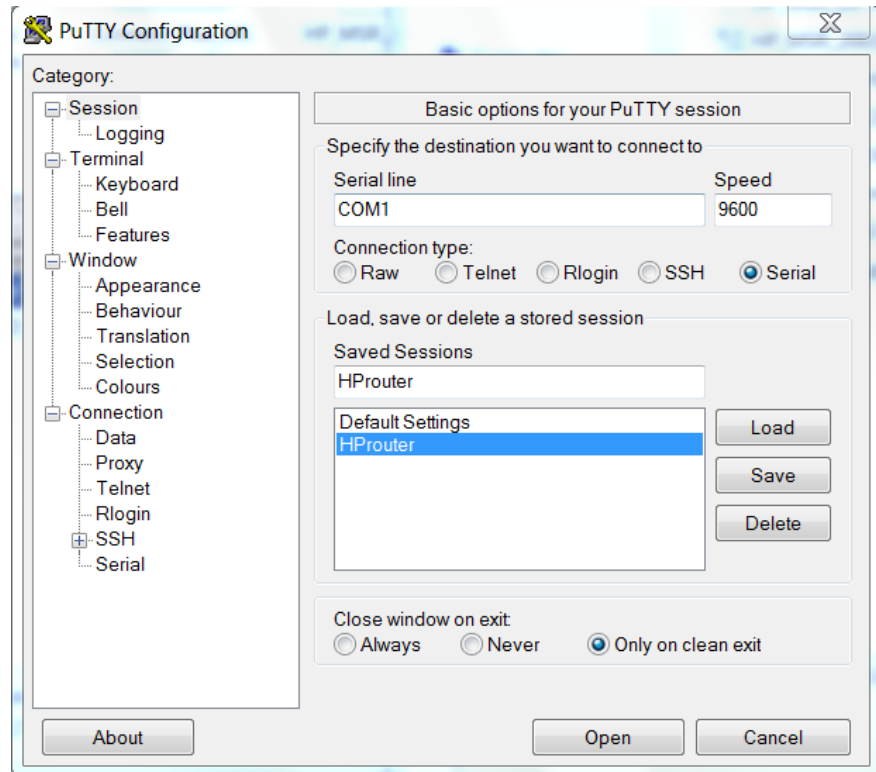 PuTTY Configuration
Category:
Session
Logging
Terminal
Keyboard
Bell
Features
Window
Appearance
Behaviour
Translation
Selection
Colours
Connection
Data
Proxy
Telnet
Rlogin
SSH
Serial
Basic options for your PuTTY session
Specify the destination you want to connect to
Serial line Speed
COM1 9600
Connection type:
Raw Telnet Rlogin SSH Serial
Load, save or delete a stored session
Saved Sessions
HProuter
Default Settings
HProuter
Load
Save
Delete
Close window on exit:
Always Never Only on clean exit
About Open Cancel